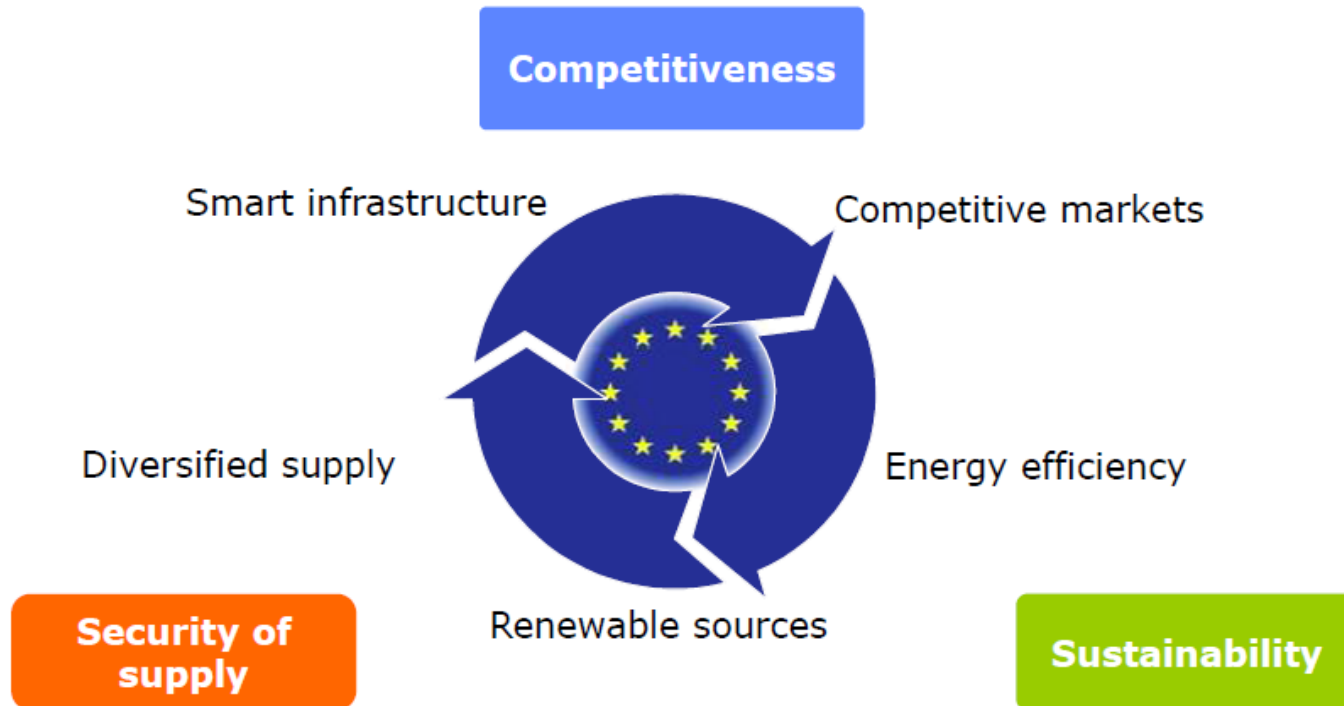 Competitiveness
Smart infrastructure
Competitive markets
Diversified supply
Energy efficiency
Renewable sources
Security of
supply
Sustainability